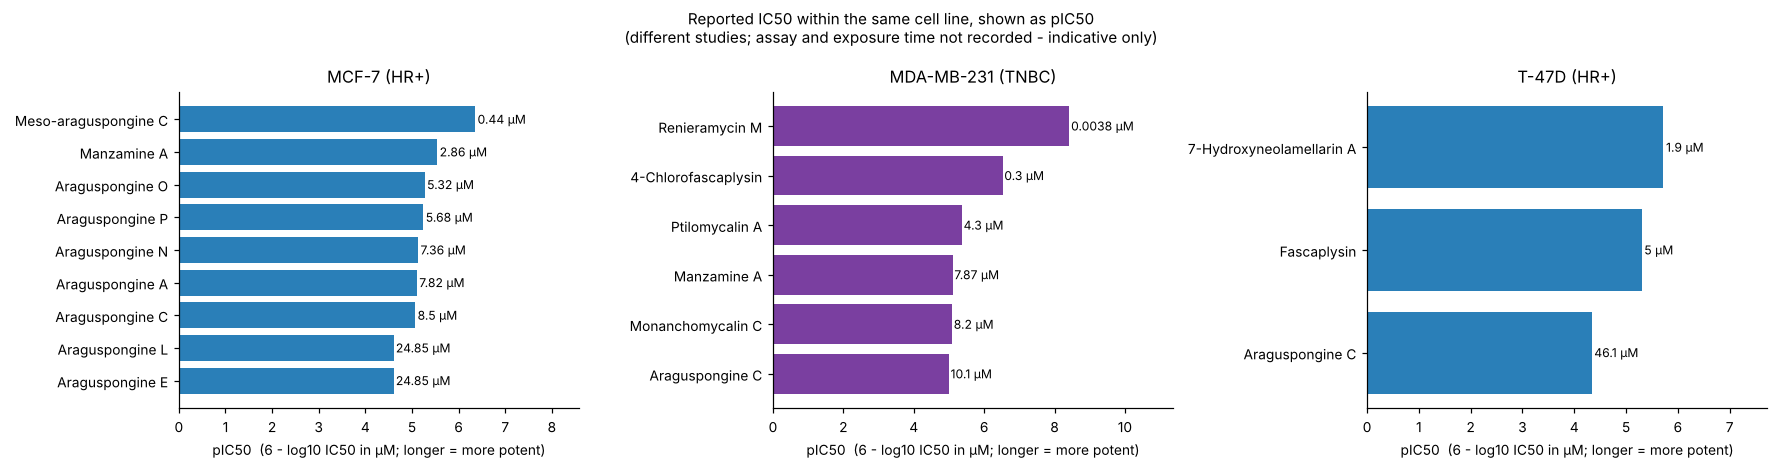 Reported IC50 within the same cell line, shown as pIC50
(different studies; assay and exposure time not recorded - indicative only)
MCF-7 (HR+)
Meso-araguspongine C
0.44 µM
Manzamine A
2.86 µM
Araguspongine O
5.32 µM
Araguspongine P
5.68 µM
Araguspongine N
7.36 µM
Araguspongine A
7.82 µM
Araguspongine C
8.5 µM
Araguspongine L
24.85 µM
Araguspongine E
24.85 µM
0 1 2 3 4 5 6 7 8
pIC50 (6 - log10 IC50 in µM; longer = more potent)
MDA-MB-231 (TNBC)
Renieramycin M
0.0038 µM
4-Chlorofascaplysin
0.3 µM
Ptilomycalin A
4.3 µM
Manzamine A
7.87 µM
Monanchomycalin C
8.2 µM
Araguspongine C
10.1 µM
0 2 4 6 8 10
pIC50 (6 - log10 IC50 in µM; longer = more potent)
T-47D (HR+)
7-Hydroxyneolamellarin A
1.9 µM
Fascaplysin
5 µM
Araguspongine C
46.1 µM
0 1 2 3 4 5 6 7
pIC50 (6 - log10 IC50 in µM; longer = more potent)